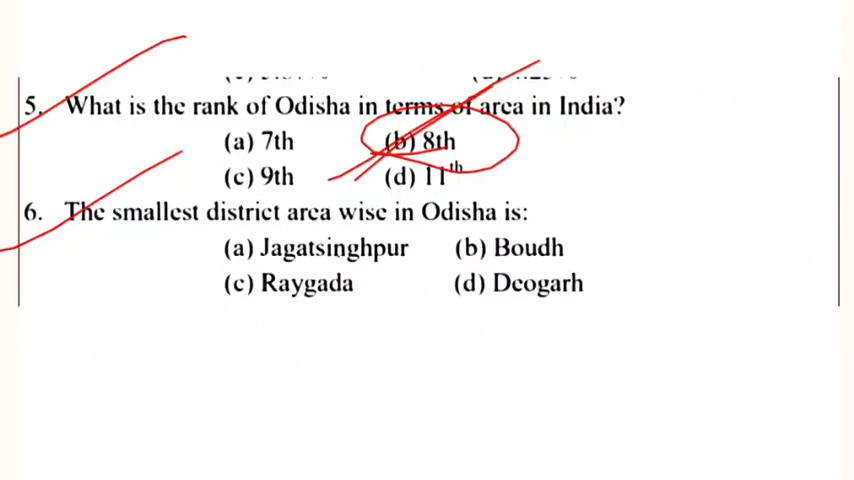 5. What is the rank of Odisha in terms of area in India?
(a) 7th (b) 8th
(c) 9th (d) 11th
6. The smallest district area wise in Odisha is:
(a) Jagatsinghpur (b) Boudh
(c) Raygada (d) Deogarh